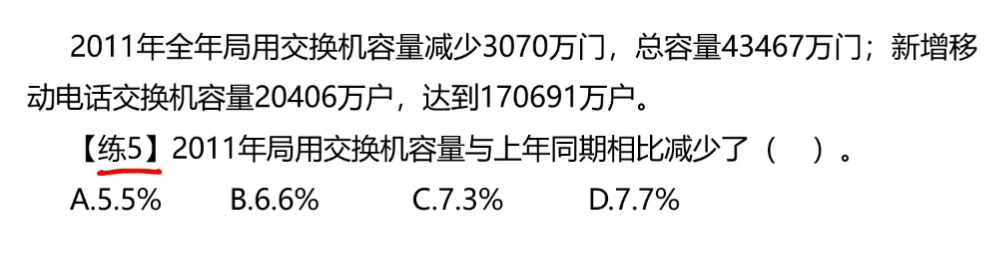 2011年全年局用交换机容量减少3070万门，总容量43467万门；新增移
动电话交换机容量20406万户，达到170691万户。
【练5】2011年局用交换机容量与上年同期相比减少了（　）。
A.5.5%　B.6.6%　C.7.3%　D.7.7%